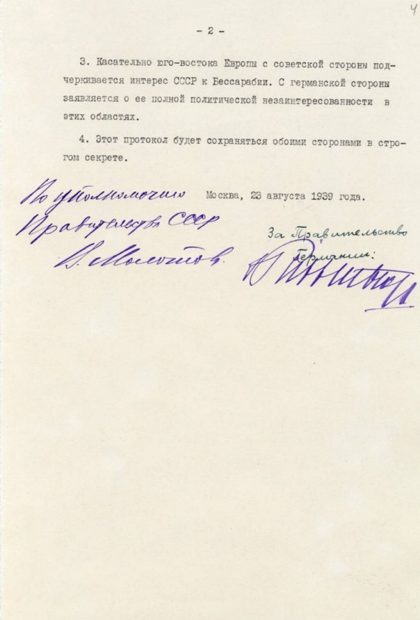 4
- 2 -
3. Касательно юго-востока Европы с советской стороны под-
черкивается интерес СССР к Бессарабии. С германской стороны
заявляется о ее полной политической незаинтересованности в
этих областях.
4. Этот протокол будет сохраняться обоими сторонами в стро-
гом секрете.
По уполномочию
Правительства СССР
В. Молотов
Москва, 23 августа 1939 года.
За Правительство
Германии: